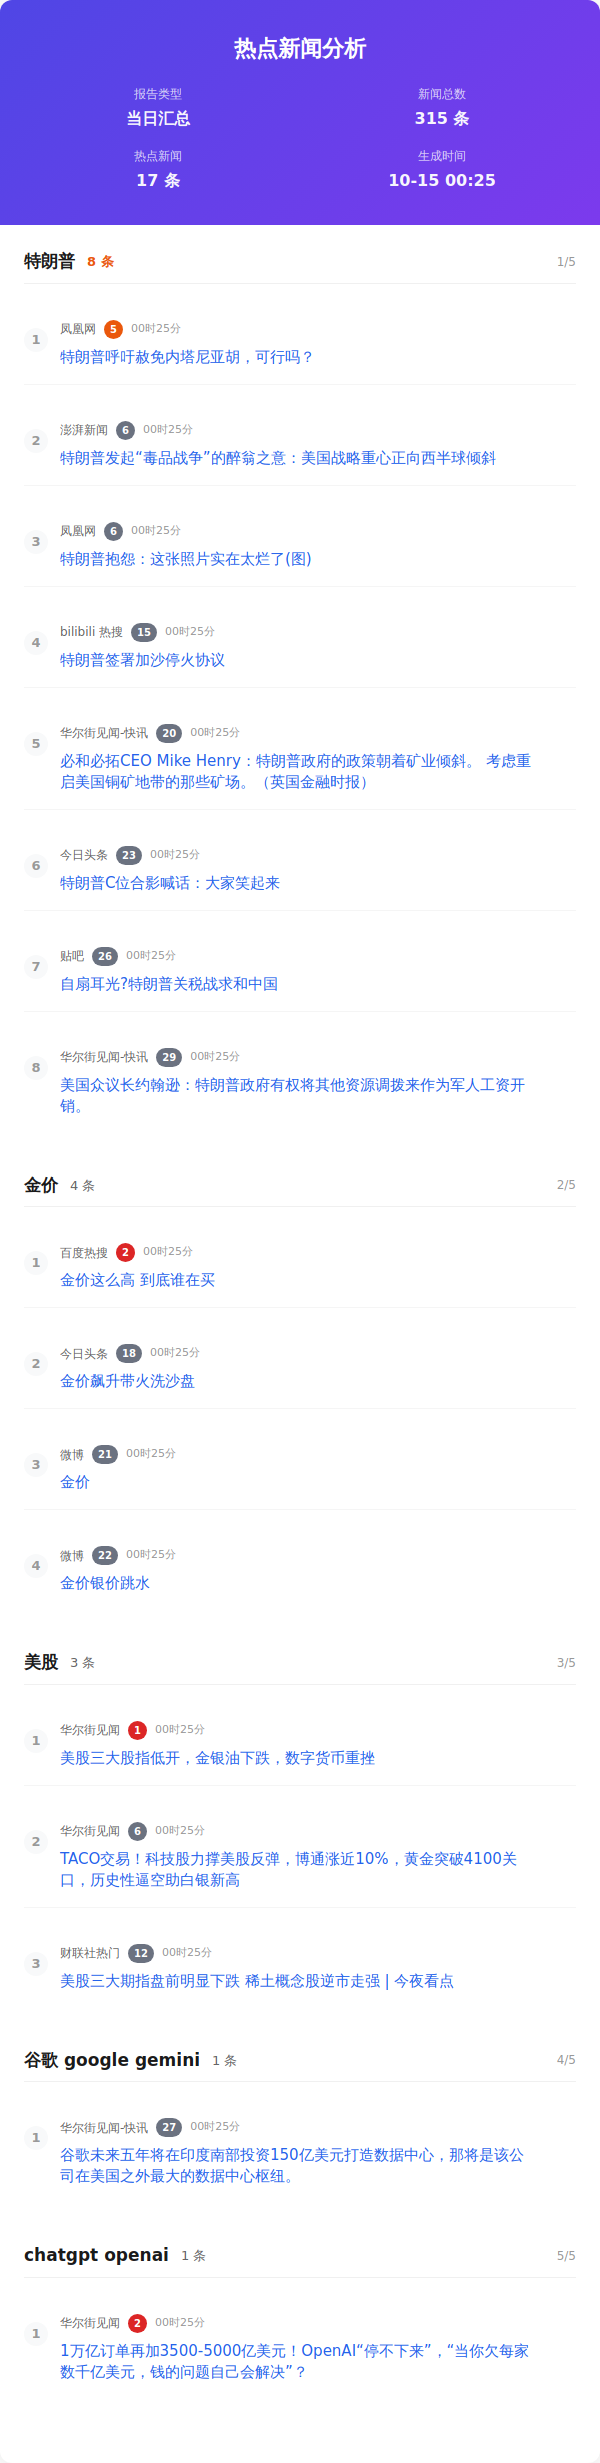 热点新闻分析
报告类型
当日汇总
新闻总数
315 条
热点新闻
17 条
生成时间
10-15 00:25
特朗普 8 条 1/5
1
凤凰网 5 00时25分
特朗普呼吁赦免内塔尼亚胡，可行吗？
2
澎湃新闻 6 00时25分
特朗普发起“毒品战争”的醉翁之意：美国战略重心正向西半球倾斜
3
凤凰网 6 00时25分
特朗普抱怨：这张照片实在太烂了(图)
4
bilibili 热搜 15 00时25分
特朗普签署加沙停火协议
5
华尔街见闻-快讯 20 00时25分
必和必拓CEO Mike Henry：特朗普政府的政策朝着矿业倾斜。 考虑重
启美国铜矿地带的那些矿场。（英国金融时报）
6
今日头条 23 00时25分
特朗普C位合影喊话：大家笑起来
7
贴吧 26 00时25分
自扇耳光?特朗普关税战求和中国
8
华尔街见闻-快讯 29 00时25分
美国众议长约翰逊：特朗普政府有权将其他资源调拨来作为军人工资开
销。
金价 4 条 2/5
1
百度热搜 2 00时25分
金价这么高 到底谁在买
2
今日头条 18 00时25分
金价飙升带火洗沙盘
3
微博 21 00时25分
金价
4
微博 22 00时25分
金价银价跳水
美股 3 条 3/5
1
华尔街见闻 1 00时25分
美股三大股指低开，金银油下跌，数字货币重挫
2
华尔街见闻 6 00时25分
TACO交易！科技股力撑美股反弹，博通涨近10%，黄金突破4100关
口，历史性逼空助白银新高
3
财联社热门 12 00时25分
美股三大期指盘前明显下跌 稀土概念股逆市走强 | 今夜看点
谷歌 google gemini 1 条 4/5
1
华尔街见闻-快讯 27 00时25分
谷歌未来五年将在印度南部投资150亿美元打造数据中心，那将是该公
司在美国之外最大的数据中心枢纽。
chatgpt openai 1 条 5/5
1
华尔街见闻 2 00时25分
1万亿订单再加3500-5000亿美元！OpenAI“停不下来”，“当你欠每家
数千亿美元，钱的问题自己会解决”？